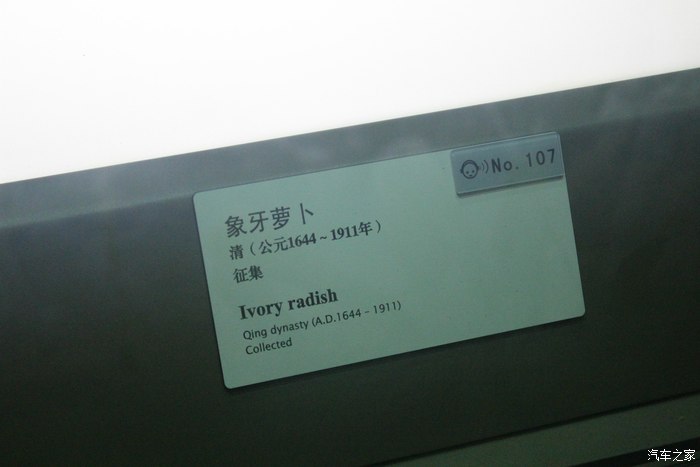 No. 107
象牙萝卜
清（公元1644～1911年）
征集
Ivory radish
Qing dynasty (A.D.1644 – 1911)
Collected
汽车之家